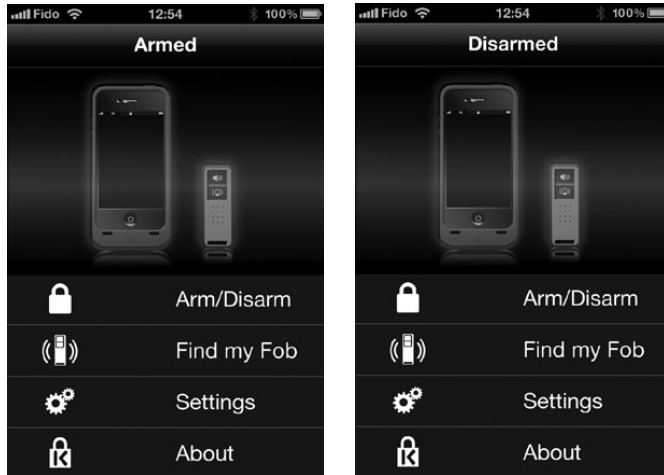 Fido 12:54 100%
Armed
Arm/Disarm
Find my Fob
Settings
About
Fido 12:54 100%
Disarmed
Arm/Disarm
Find my Fob
Settings
About